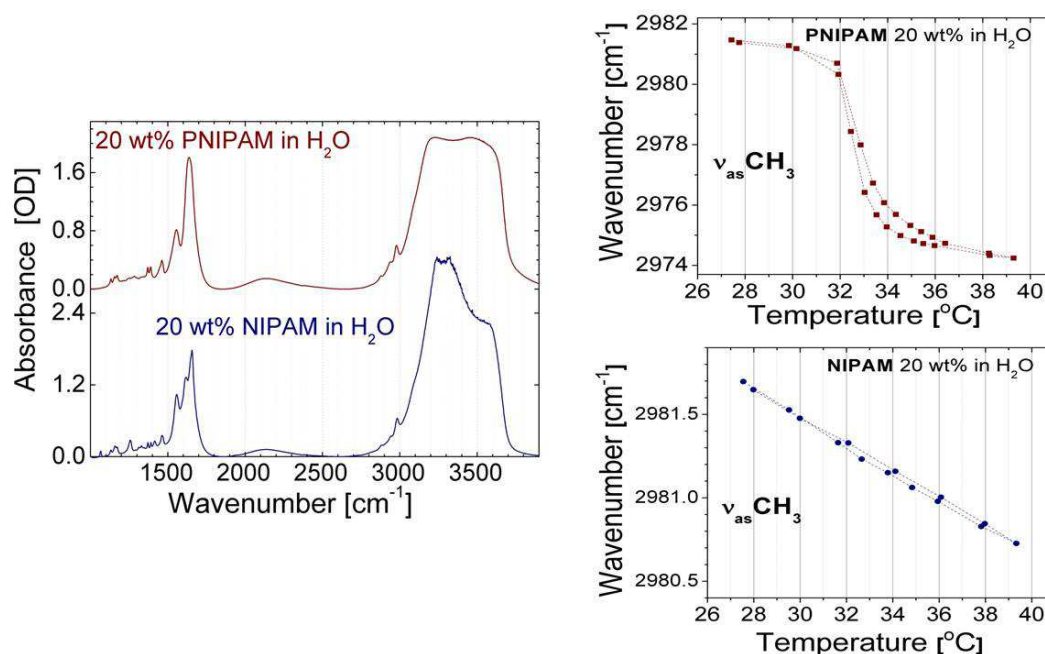 20 wt% PNIPAM in H₂O
1.6
0.8
0.0
2.4
20 wt% NIPAM in H₂O
1.2
0.0
Absorbance [OD]
1500 2000 2500 3000 3500
Wavenumber [cm⁻¹]
2982
2980
2978
2976
2974
Wavenumber [cm⁻¹]
PNIPAM 20 wt% in H₂O
νasCH₃
26 28 30 32 34 36 38 40
Temperature [°C]
NIPAM 20 wt% in H₂O
2981.5
2981.0
2980.5
Wavenumber [cm⁻¹]
νasCH₃
26 28 30 32 34 36 38 40
Temperature [°C]